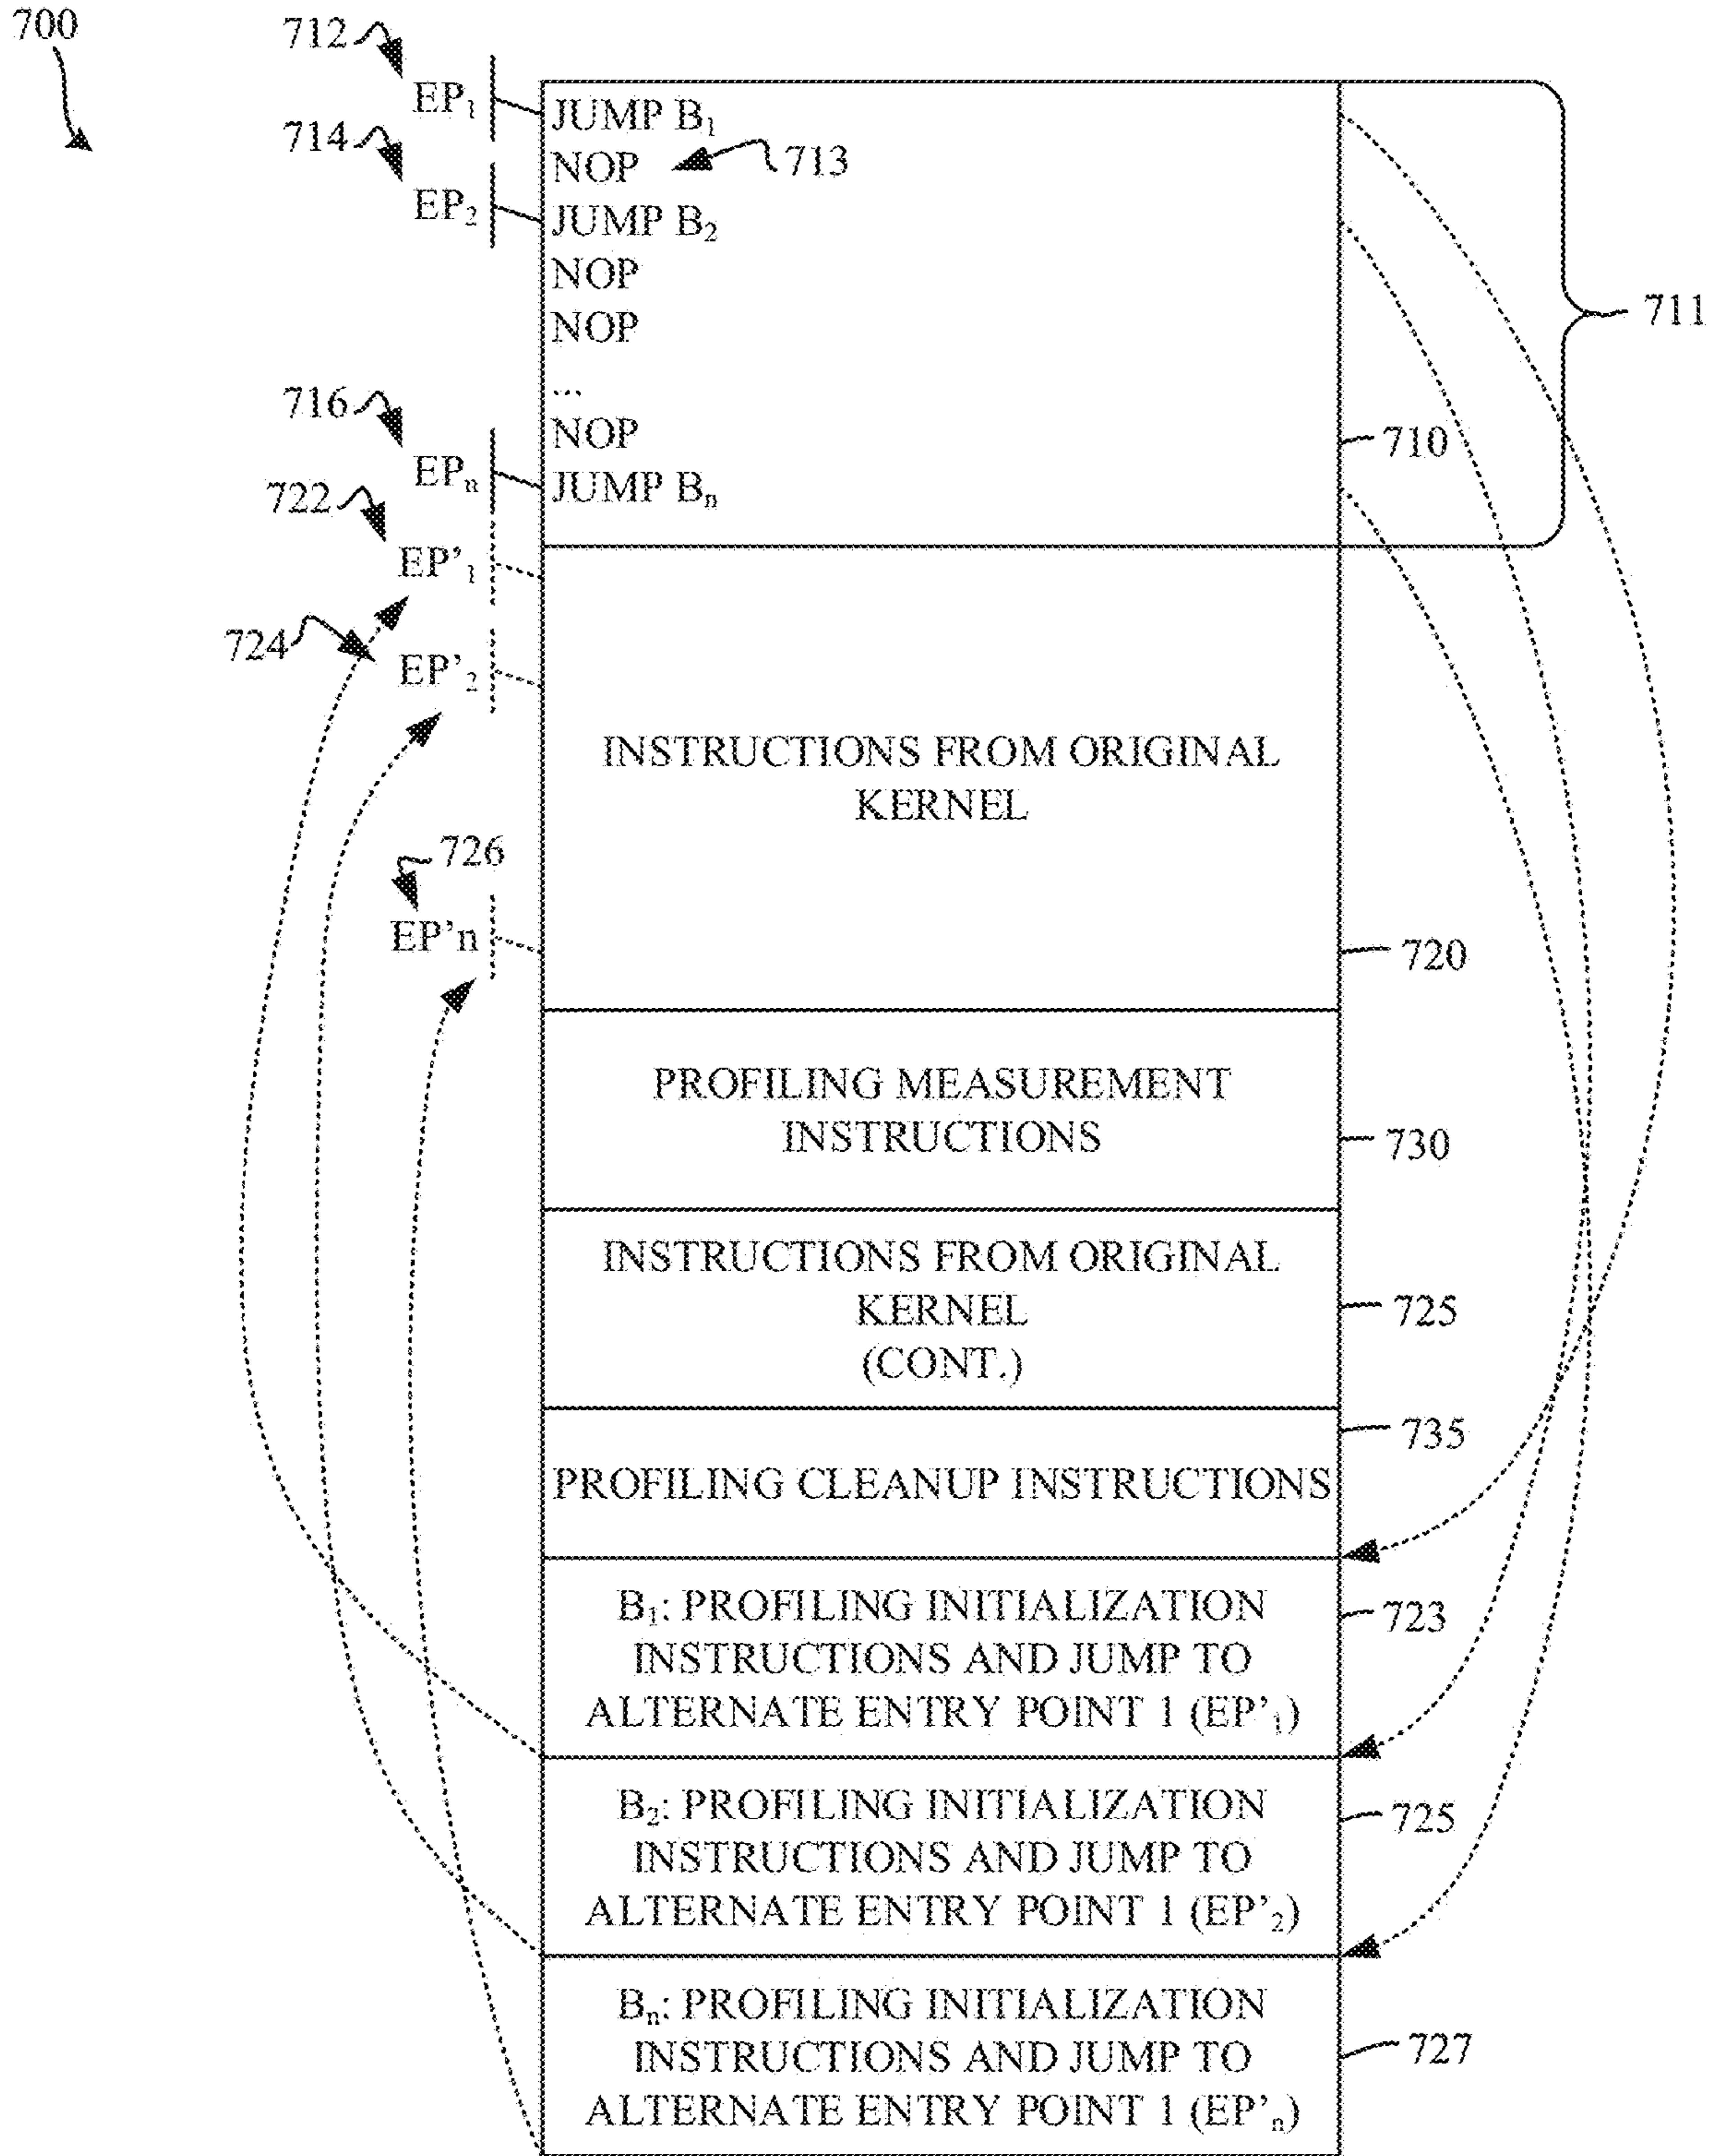 700
712
EP₁
JUMP B₁
714
NOP
713
EP₂
JUMP B₂
NOP
NOP
711
...
716
NOP
710
EPₙ
JUMP Bₙ
722
EP'₁
724
EP'₂
INSTRUCTIONS FROM ORIGINAL
KERNEL
726
EP'n
720
PROFILING MEASUREMENT
INSTRUCTIONS
730
INSTRUCTIONS FROM ORIGINAL
KERNEL
(CONT.)
725
735
PROFILING CLEANUP INSTRUCTIONS
B₁: PROFILING INITIALIZATION
INSTRUCTIONS AND JUMP TO
ALTERNATE ENTRY POINT 1 (EP'₁)
723
B₂: PROFILING INITIALIZATION
INSTRUCTIONS AND JUMP TO
ALTERNATE ENTRY POINT 1 (EP'₂)
725
Bₙ: PROFILING INITIALIZATION
INSTRUCTIONS AND JUMP TO
ALTERNATE ENTRY POINT 1 (EP'ₙ)
727